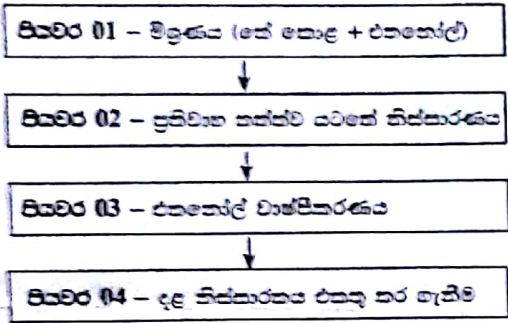 පියවර 01 – මිශ්‍රණය (තේ කොළ + එතනෝල්)
පියවර 02 – ප්‍රතිවාහ තත්ත්ව යටතේ නිස්සාරණය
පියවර 03 – එතනෝල් වාෂ්පීකරණය
පියවර 04 – දළ නිස්සාරකය එකතු කර ගැනීම